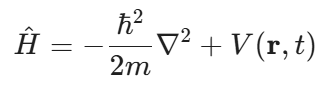 Ĥ = −ħ²/2m ∇² + V(r, t)